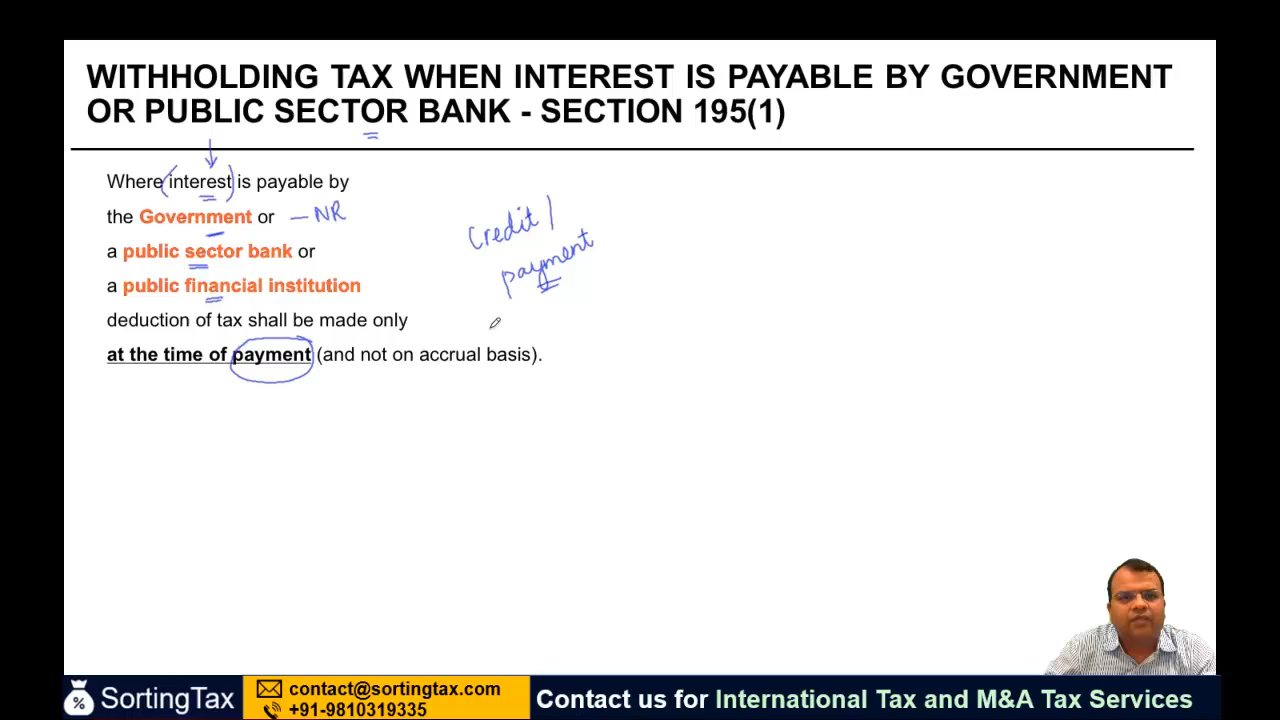 WITHHOLDING TAX WHEN INTEREST IS PAYABLE BY GOVERNMENT
OR PUBLIC SECTOR BANK - SECTION 195(1)
Where (interest) is payable by
the Government or – NR
a public sector bank or
a public financial institution
deduction of tax shall be made only
at the time of payment (and not on accrual basis).
Credit /
payment
SortingTax
contact@sortingtax.com
+91-9810319335
Contact us for International Tax and M&A Tax Services